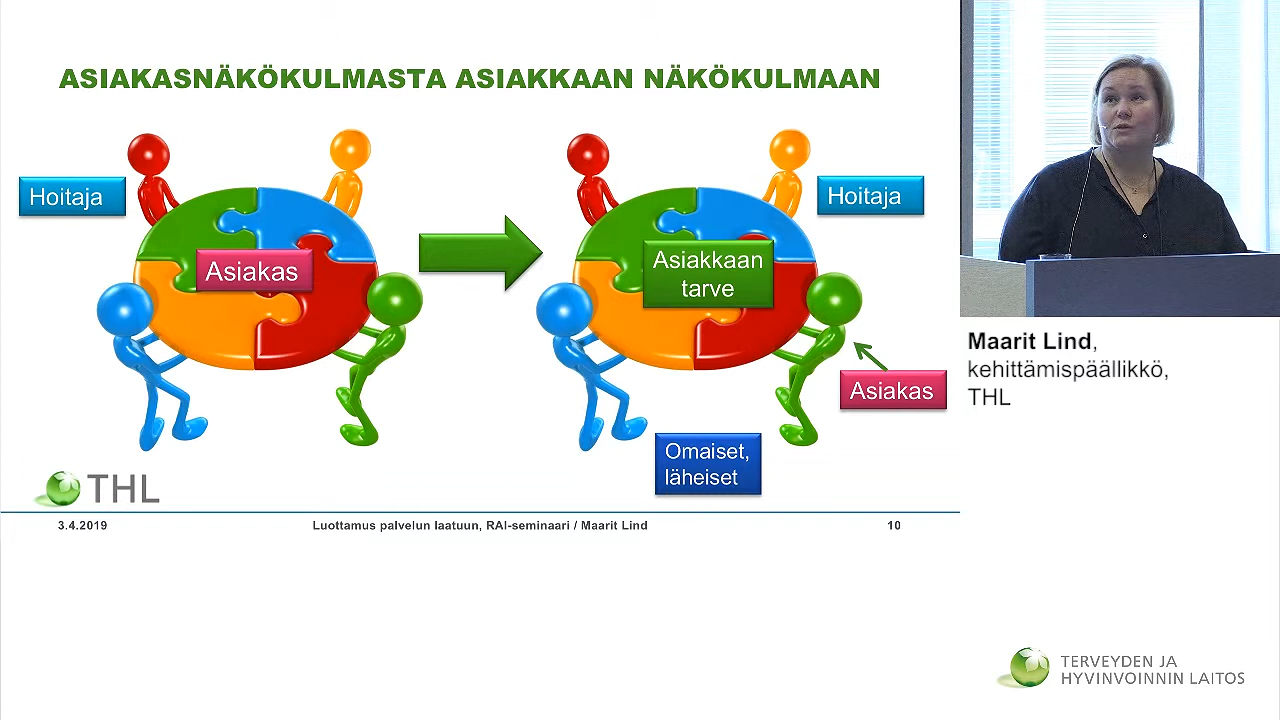 ASIAKASNÄKÖKULMASTA ASIAKKAAN NÄKÖKULMAAN
Hoitaja
Asiakas
Hoitaja
Asiakkaan
tarve
Asiakas
Omaiset,
läheiset
THL
3.4.2019
Luottamus palvelun laatuun, RAI-seminaari / Maarit Lind
10
Maarit Lind,
kehittämispäällikkö,
THL
TERVEYDEN JA
HYVINVOINNIN LAITOS